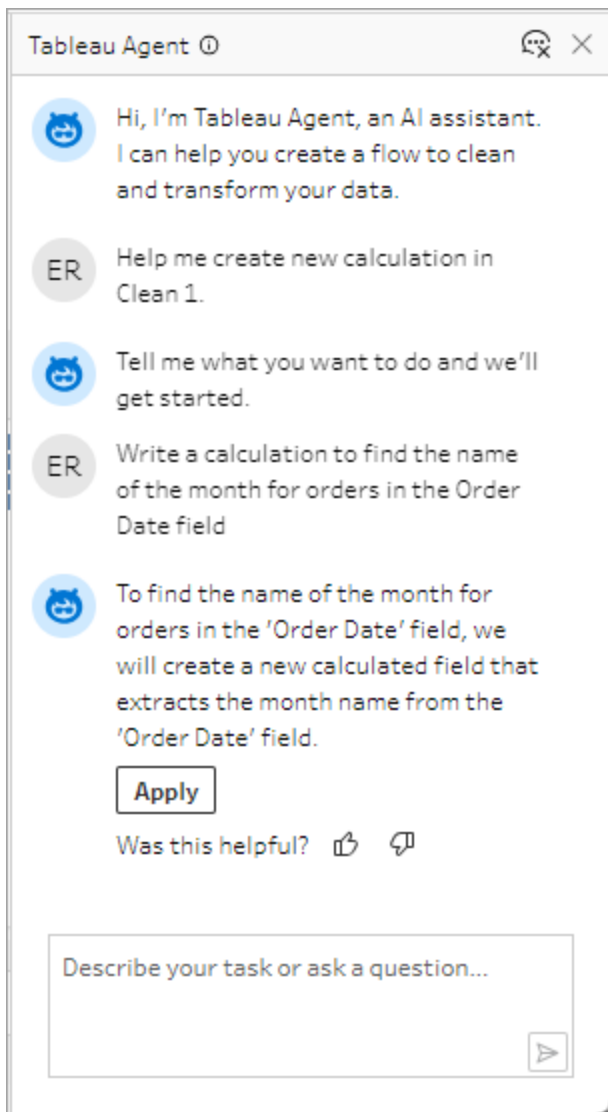 Tableau Agent
Hi, I’m Tableau Agent, an AI assistant.
I can help you create a flow to clean
and transform your data.
ER
Help me create new calculation in
Clean 1.
Tell me what you want to do and we’ll
get started.
ER
Write a calculation to find the name
of the month for orders in the Order
Date field
To find the name of the month for
orders in the ‘Order Date’ field, we
will create a new calculated field that
extracts the month name from the
‘Order Date’ field.
Apply
Was this helpful?
Describe your task or ask a question...